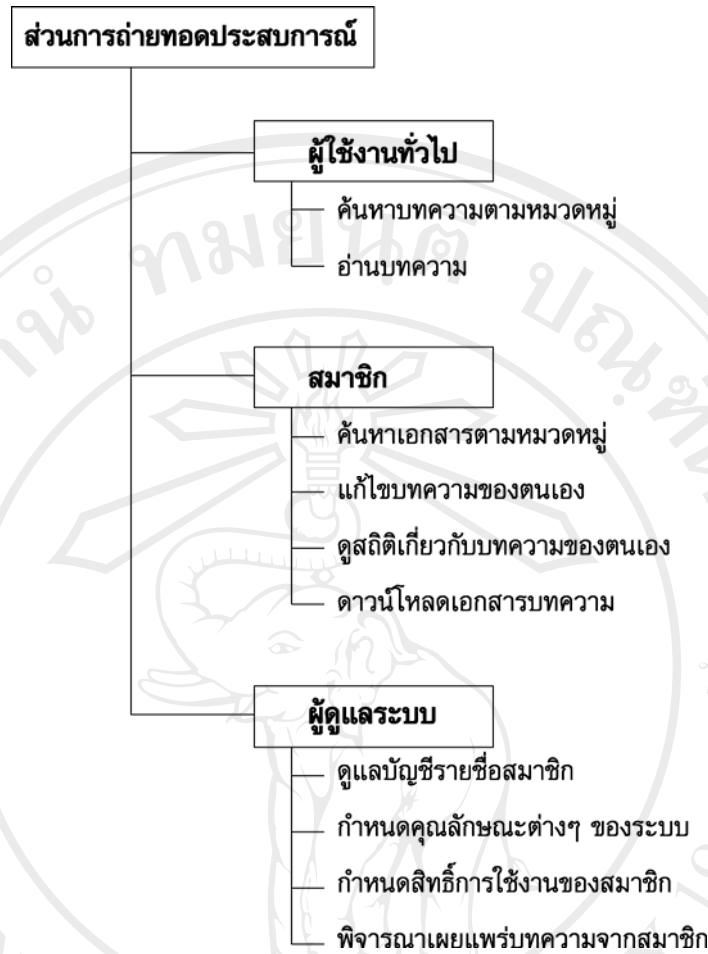 ส่วนการถ่ายทอดประสบการณ์
ผู้ใช้งานทั่วไป
ค้นหาบทความตามหมวดหมู่
อ่านบทความ
สมาชิก
ค้นหาเอกสารตามหมวดหมู่
แก้ไขบทความของตนเอง
ดูสถิติเกี่ยวกับบทความของตนเอง
ดาวน์โหลดเอกสารบทความ
ผู้ดูแลระบบ
ดูแลบัญชีรายชื่อสมาชิก
กำหนดคุณลักษณะต่างๆ ของระบบ
กำหนดสิทธิ์การใช้งานของสมาชิก
พิจารณาเผยแพร่บทความจากสมาชิก